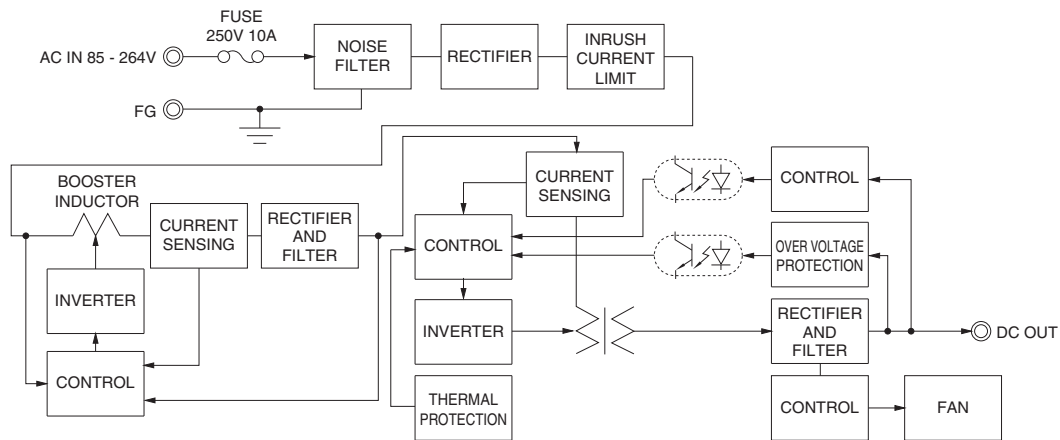 FUSE
250V 10A
AC IN 85 - 264V
NOISE
FILTER
RECTIFIER
INRUSH
CURRENT
LIMIT
FG
BOOSTER
INDUCTOR
CURRENT
SENSING
RECTIFIER
AND
FILTER
INVERTER
CONTROL
CURRENT
SENSING
CONTROL
INVERTER
THERMAL
PROTECTION
CONTROL
OVER VOLTAGE
PROTECTION
RECTIFIER
AND
FILTER
DC OUT
CONTROL
FAN